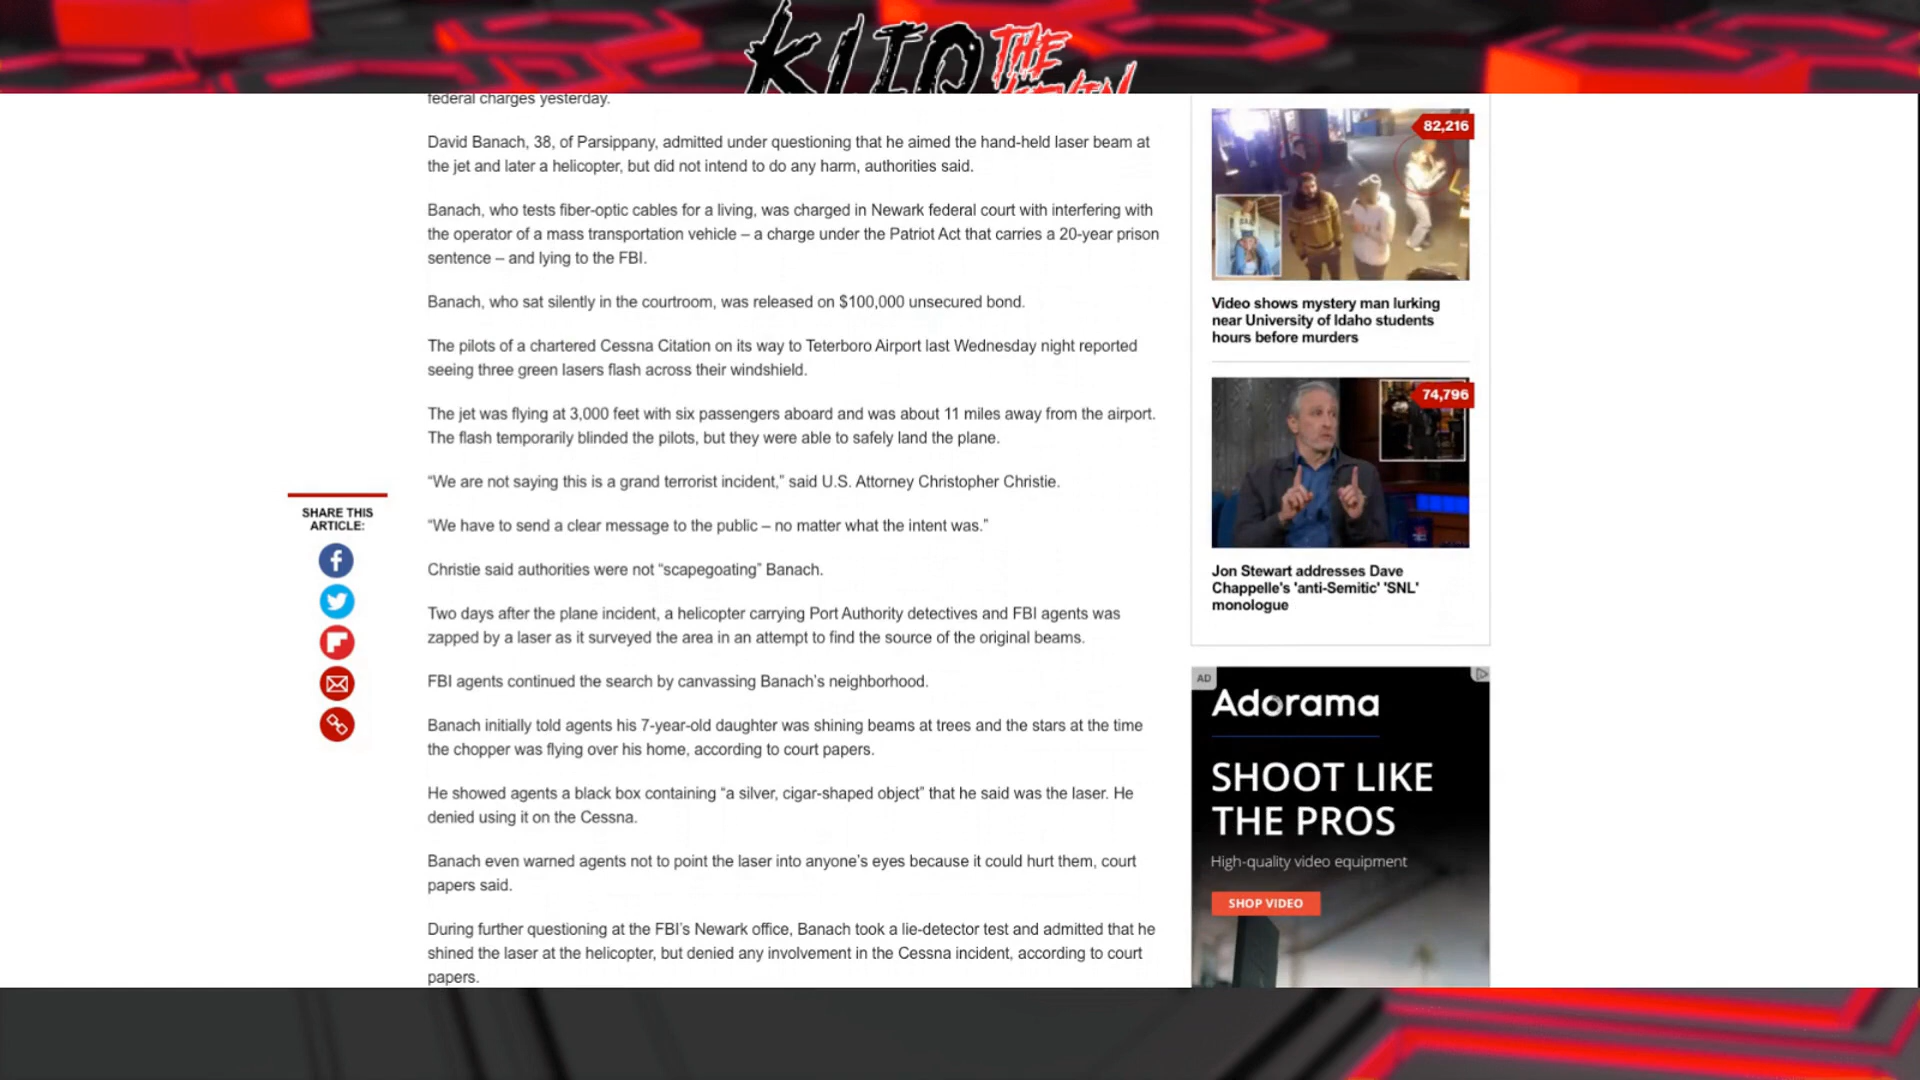 KILLO THE
federal charges yesterday.
David Banach, 38, of Parsippany, admitted under questioning that he aimed the hand-held laser beam at
the jet and later a helicopter, but did not intend to do any harm, authorities said.
Banach, who tests fiber-optic cables for a living, was charged in Newark federal court with interfering with
the operator of a mass transportation vehicle – a charge under the Patriot Act that carries a 20-year prison
sentence – and lying to the FBI.
Banach, who sat silently in the courtroom, was released on $100,000 unsecured bond.
The pilots of a chartered Cessna Citation on its way to Teterboro Airport last Wednesday night reported
seeing three green lasers flash across their windshield.
The jet was flying at 3,000 feet with six passengers aboard and was about 11 miles away from the airport.
The flash temporarily blinded the pilots, but they were able to safely land the plane.
“We are not saying this is a grand terrorist incident,” said U.S. Attorney Christopher Christie.
“We have to send a clear message to the public – no matter what the intent was.”
Christie said authorities were not “scapegoating” Banach.
Two days after the plane incident, a helicopter carrying Port Authority detectives and FBI agents was
zapped by a laser as it surveyed the area in an attempt to find the source of the original beams.
FBI agents continued the search by canvassing Banach’s neighborhood.
Banach initially told agents his 7-year-old daughter was shining beams at trees and the stars at the time
the chopper was flying over his home, according to court papers.
He showed agents a black box containing “a silver, cigar-shaped object” that he said was the laser. He
denied using it on the Cessna.
Banach even warned agents not to point the laser into anyone’s eyes because it could hurt them, court
papers said.
During further questioning at the FBI’s Newark office, Banach took a lie-detector test and admitted that he
shined the laser at the helicopter, but denied any involvement in the Cessna incident, according to court
papers.
SHARE THIS
ARTICLE:
82,216
Video shows mystery man lurking
near University of Idaho students
hours before murders
74,796
Jon Stewart addresses Dave
Chappelle's 'anti-Semitic' 'SNL'
monologue
AD
Adorama
SHOOT LIKE
THE PROS
High-quality video equipment
SHOP VIDEO